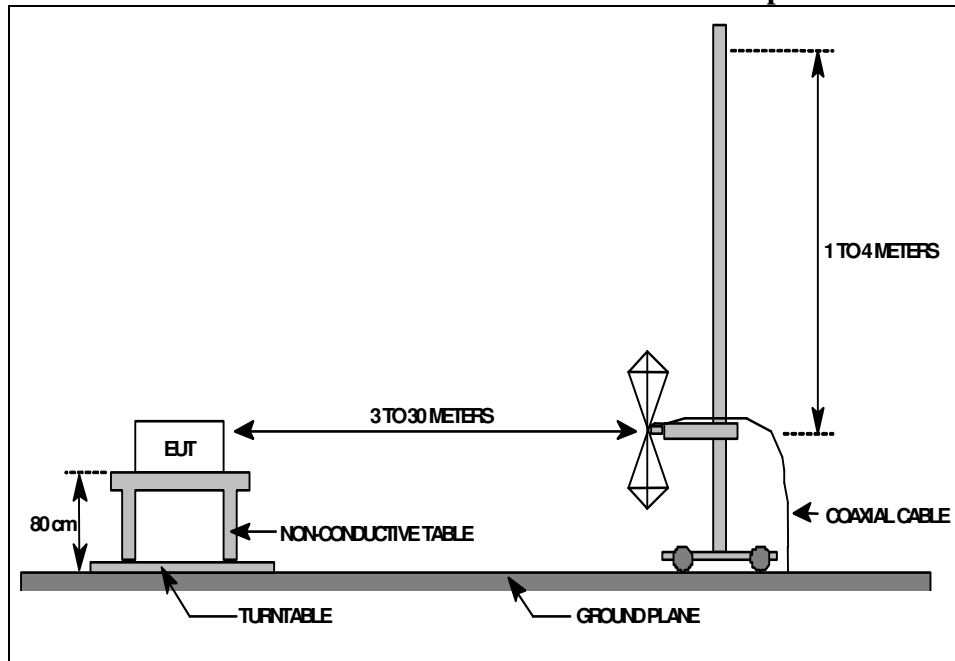 1 TO 4 METERS
3 TO 30 METERS
EUT
80 cm
NON-CONDUCTIVE TABLE
COAXIAL CABLE
TURNTABLE
GROUND PLANE